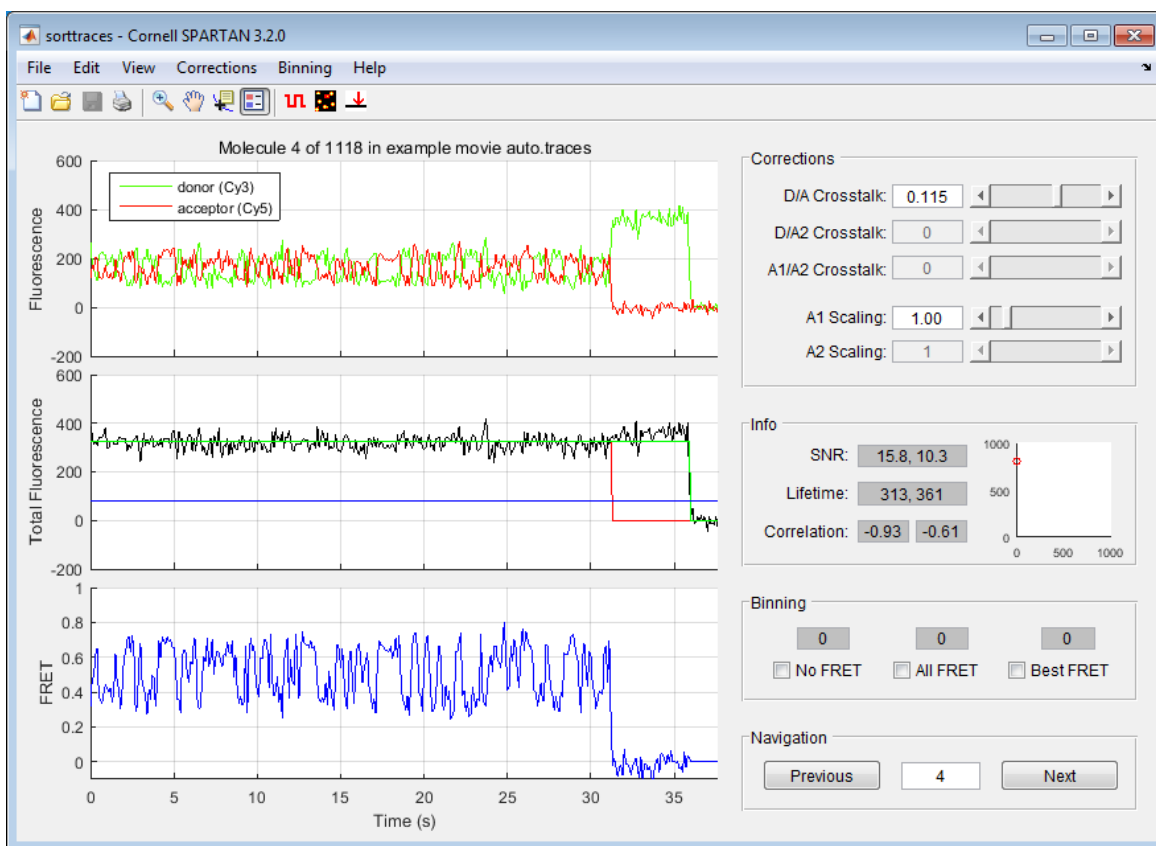 sorttraces - Cornell SPARTAN 3.2.0
File Edit View Corrections Binning Help
Molecule 4 of 1118 in example movie auto.traces
600
400
200
0
-200
Fluorescence
donor (Cy3)
acceptor (Cy5)
600
400
200
0
-200
Total Fluorescence
1
0.8
0.6
0.4
0.2
0
FRET
0 5 10 15 20 25 30 35
Time (s)
Corrections
D/A Crosstalk: 0.115
D/A2 Crosstalk: 0
A1/A2 Crosstalk: 0
A1 Scaling: 1.00
A2 Scaling: 1
Info
SNR: 15.8, 10.3
Lifetime: 313, 361
Correlation: -0.93 -0.61
1000
500
0
0 500 1000
Binning
0 0 0
No FRET All FRET Best FRET
Navigation
Previous 4 Next